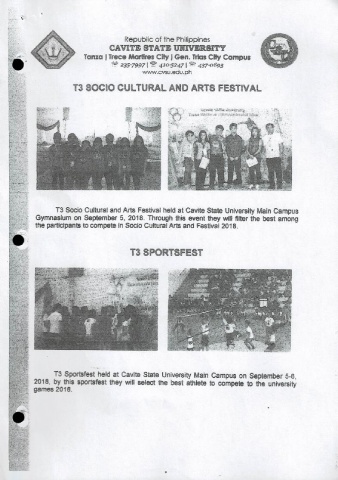 Republic of the Philippines
CAVITE STATE UNIVERSITY
Tanza | Trece Martires City | Gen. Trias City Campus
www.cvsu.edu.ph
T3 SOCIO CULTURAL AND ARTS FESTIVAL
T3 Socio Cultural and Arts Festival held at Cavite State University Main Campus
Gymnasium on September 5, 2018. Through this event they will filter the best among
the participants to compete in Socio Cultural Arts and Festival 2018.
T3 SPORTSFEST
T3 Sportsfest held at Cavite State University Main Campus on September 5-6,
2018, by this sportsfest they will select the best athlete to compete to the university
games 2018.